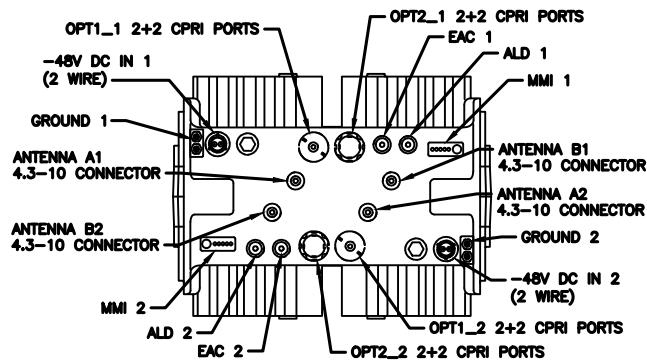 OPT1_1 2+2 CPRI PORTS
OPT2_1 2+2 CPRI PORTS
EAC 1
ALD 1
MMI 1
-48V DC IN 1
(2 WIRE)
GROUND 1
ANTENNA A1
4.3-10 CONNECTOR
ANTENNA B1
4.3-10 CONNECTOR
ANTENNA A2
4.3-10 CONNECTOR
ANTENNA B2
4.3-10 CONNECTOR
GROUND 2
-48V DC IN 2
(2 WIRE)
MMI 2
ALD 2
EAC 2
OPT1_2 2+2 CPRI PORTS
OPT2_2 2+2 CPRI PORTS